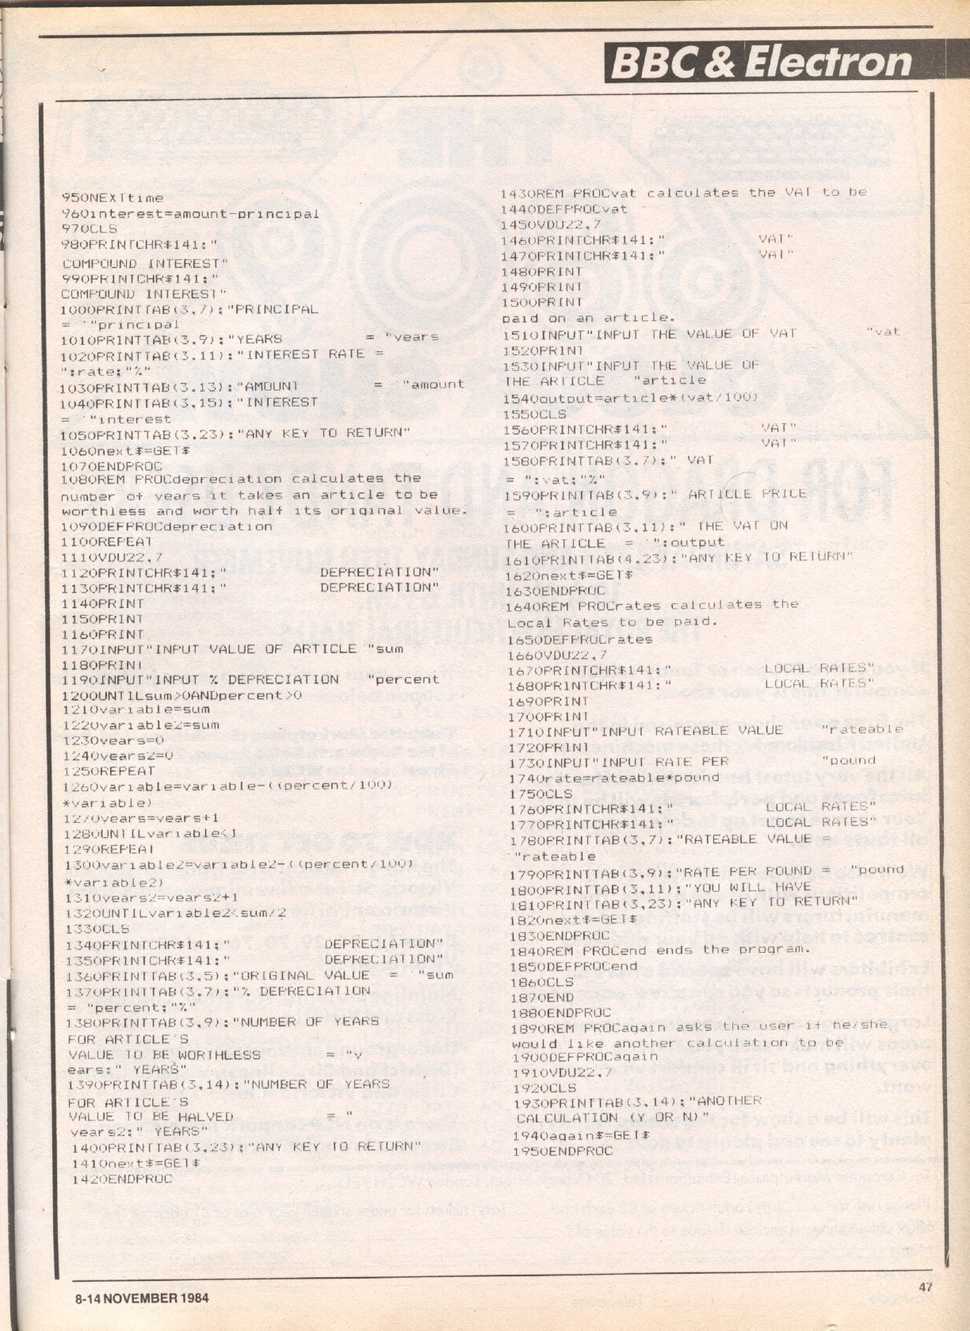 BBC & Electron
950NEXTtime
960interest=amount-principal
970CLS
980PRINTCHR$141;"
COMPOUND INTEREST"
990PRINTCHR$141;"
COMPOUND INTEREST"
1000PRINTTAB(3,7);"PRINCIPAL
= "principal
1010PRINTTAB(3,9);"YEARS = "years
1020PRINTTAB(3,11);"INTEREST RATE =
";rate;"%"
1030PRINTTAB(3,13);"AMOUNT = "amount
1040PRINTTAB(3,15);"INTEREST
= "interest
1050PRINTTAB(3,23);"ANY KEY TO RETURN"
1060next$=GET$
1070ENDPROC
1080REM PROCdepreciation calculates the
number of years it takes an article to be
worthless and worth half its original value.
1090DEFPROCdepreciation
1100REPEAT
1110VDU22,7
1120PRINTCHR$141;" DEPRECIATION"
1130PRINTCHR$141;" DEPRECIATION"
1140PRINT
1150PRINT
1160PRINT
1170INPUT"INPUT VALUE OF ARTICLE "sum
1180PRINT
1190INPUT"INPUT % DEPRECIATION "percent
1200UNTILsum>0ANDpercent>0
1210variable=sum
1220variable2=sum
1230years=0
1240years2=0
1250REPEAT
1260variable=variable-((percent/100)
*variable)
1270years=years+1
1280UNTILvariable<1
1290REPEAT
1300variable2=variable2-((percent/100)
*variable2)
1310years2=years2+1
1320UNTILvariable2<sum/2
1330CLS
1340PRINTCHR$141;" DEPRECIATION"
1350PRINTCHR$141;" DEPRECIATION"
1360PRINTTAB(3,5);"ORIGINAL VALUE = "sum
1370PRINTTAB(3,7);"% DEPRECIATION
= "percent;"%"
1380PRINTTAB(3,9);"NUMBER OF YEARS
FOR ARTICLE'S
VALUE TO BE WORTHLESS = "y
ears;" YEARS"
1390PRINTTAB(3,14);"NUMBER OF YEARS
FOR ARTICLE'S
VALUE TO BE HALVED = "
years2;" YEARS"
1400PRINTTAB(3,23);"ANY KEY TO RETURN"
1410next$=GET$
1420ENDPROC
1430REM PROCvat calculates the VAT to be
1440DEFPROCvat
1450VDU22,7
1460PRINTCHR$141;" VAT"
1470PRINTCHR$141;" VAT"
1480PRINT
1490PRINT
1500PRINT
paid on an article.
1510INPUT"INPUT THE VALUE OF VAT "vat
1520PRINT
1530INPUT"INPUT THE VALUE OF
THE ARTICLE "article
1540output=article*(vat/100)
1550CLS
1560PRINTCHR$141;" VAT"
1570PRINTCHR$141;" VAT"
1580PRINTTAB(3,7);" VAT
= ";vat;"%"
1590PRINTTAB(3,9);" ARTICLE PRICE
= ";article
1600PRINTTAB(3,11);" THE VAT ON
THE ARTICLE = ";output
1610PRINTTAB(4,23);"ANY KEY TO RETURN"
1620next$=GET$
1630ENDPROC
1640REM PROCrates calculates the
Local Rates to be paid.
1650DEFPROCrates
1660VDU22,7
1670PRINTCHR$141;" LOCAL RATES"
1680PRINTCHR$141;" LOCAL RATES"
1690PRINT
1700PRINT
1710INPUT"INPUT RATEABLE VALUE "rateable
1720PRINT
1730INPUT"INPUT RATE PER "pound
1740rate=rateable*pound
1750CLS
1760PRINTCHR$141;" LOCAL RATES"
1770PRINTCHR$141;" LOCAL RATES"
1780PRINTTAB(3,7);"RATEABLE VALUE =
"rateable
1790PRINTTAB(3,9);"RATE PER POUND = "pound
1800PRINTTAB(3,11);"YOU WILL HAVE
1810PRINTTAB(3,23);"ANY KEY TO RETURN"
1820next$=GET$
1830ENDPROC
1840REM PROCend ends the program.
1850DEFPROCend
1860CLS
1870END
1880ENDPROC
1890REM PROCagain asks the user if he/she
would like another calculation to be
1900DEFPROCagain
1910VDU22,7
1920CLS
1930PRINTTAB(3,14);"ANOTHER
CALCULATION (Y OR N)"
1940again$=GET$
1950ENDPROC
8-14 NOVEMBER 1984
47